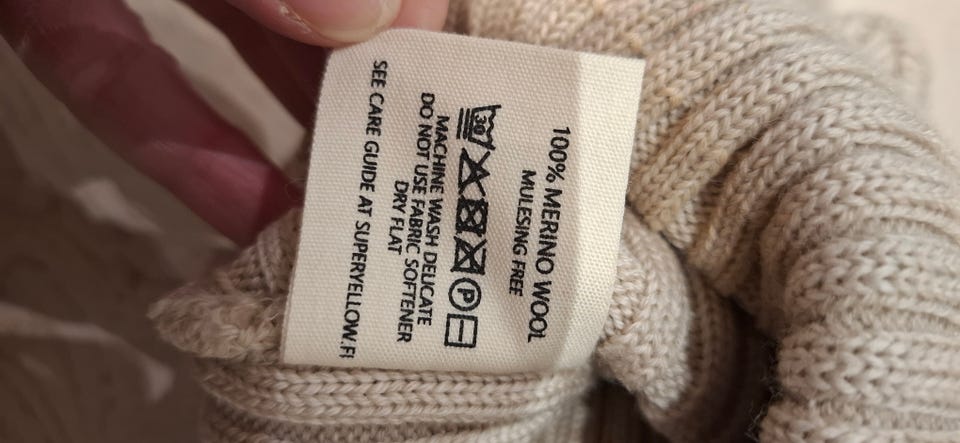 100% MERINO WOOL
MULESING FREE
30 P
MACHINE WASH DELICATE
DO NOT USE FABRIC SOFTENER
DRY FLAT
SEE CARE GUIDE AT SUPERYELLOW.FI